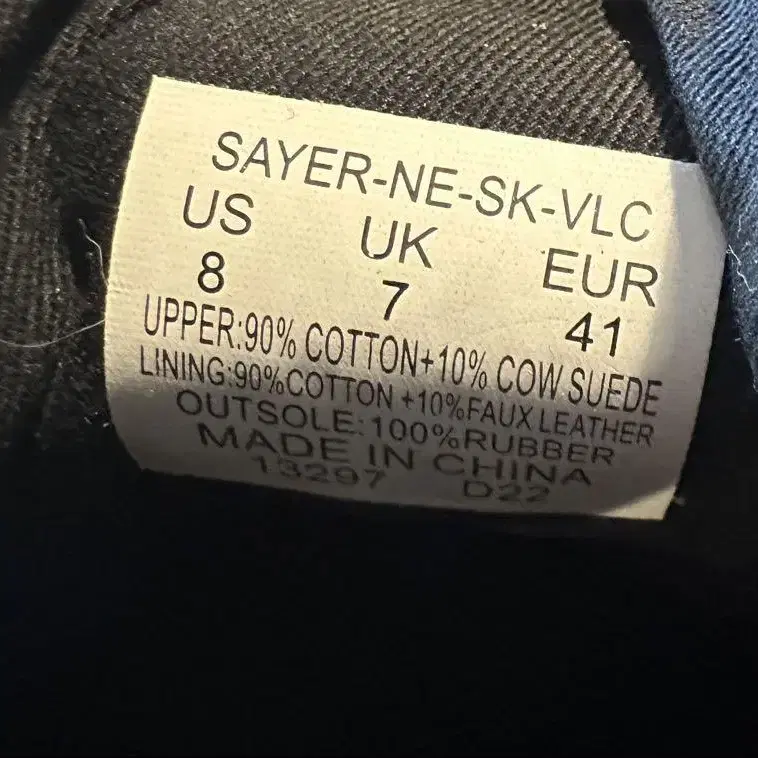 SAYER-NE-SK-VLC
US UK EUR
8 7 41
UPPER:90% COTTON+10% COW SUEDE
LINING:90%COTTON +10%FAUX LEATHER
OUTSOLE:100%RUBBER
MADE IN CHINA
13297 D22